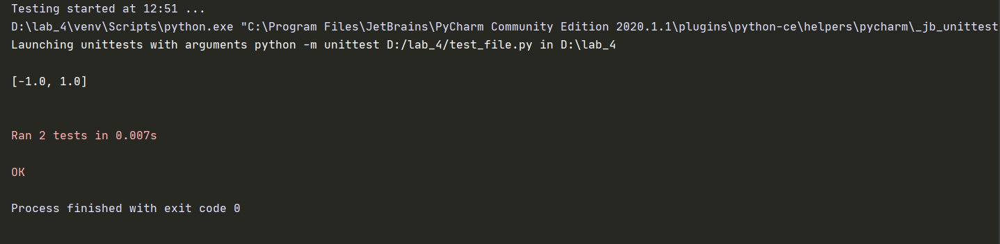 Testing started at 12:51 ...
D:\lab_4\venv\Scripts\python.exe "C:\Program Files\JetBrains\PyCharm Community Edition 2020.1.1\plugins\python-ce\helpers\pycharm\_jb_unittest
Launching unittests with arguments python -m unittest D:/lab_4/test_file.py in D:\lab_4
[-1.0, 1.0]
Ran 2 tests in 0.007s
OK
Process finished with exit code 0